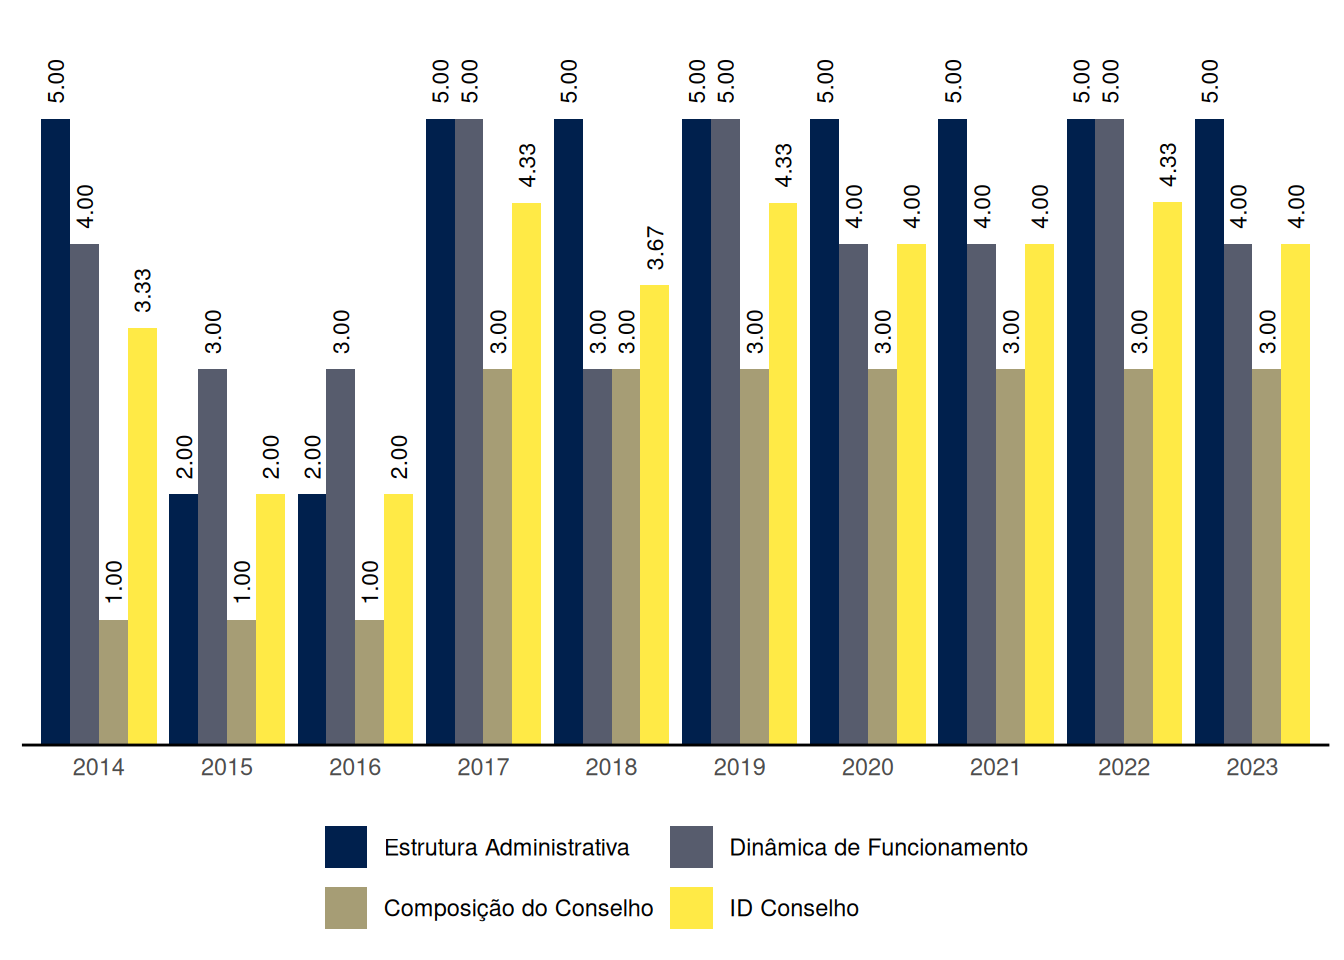 5.00 4.00 1.00 3.33 2.00 3.00 1.00 2.00 2.00 3.00 1.00 2.00 5.00 5.00 3.00 4.33 5.00 3.00 3.00 3.67 5.00 5.00 3.00 4.33 5.00 4.00 3.00 4.00 5.00 4.00 3.00 4.00 5.00 5.00 3.00 4.33 5.00 4.00 3.00 4.00
2014 2015 2016 2017 2018 2019 2020 2021 2022 2023
Estrutura Administrativa Dinâmica de Funcionamento
Composição do Conselho ID Conselho